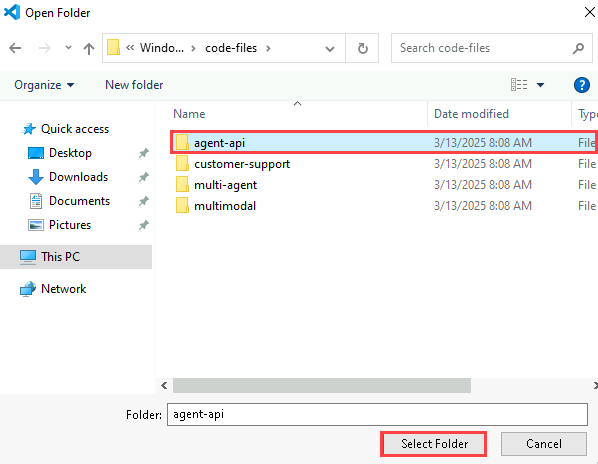 Open Folder
« Windo... › code-files ›
Search code-files
Organize
New folder
Name
Date modified
Type
Quick access
Desktop
Downloads
Documents
Pictures
This PC
Network
agent-api 3/13/2025 8:08 AM File
customer-support 3/13/2025 8:08 AM File
multi-agent 3/13/2025 8:08 AM File
multimodal 3/13/2025 8:08 AM File
Folder: agent-api
Select Folder
Cancel